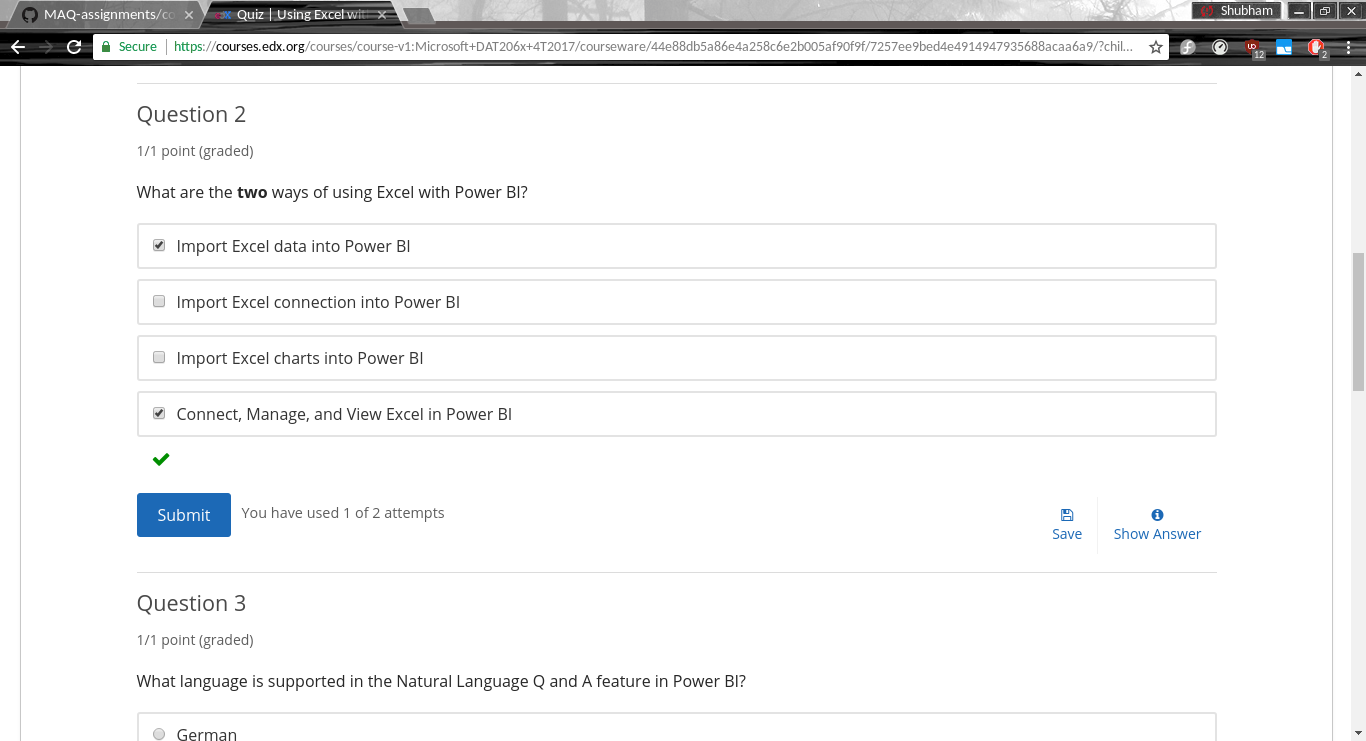 MAQ-assignments/co
Quiz | Using Excel wit
Shubham
Secure
https://courses.edx.org/courses/course-v1:Microsoft+DAT206x+4T2017/courseware/44e88db5a86e4a258c6e2b005af90f9f/7257ee9bed4e4914947935688acaa6a9/?chil...
12
2
Question 2
1/1 point (graded)
What are the two ways of using Excel with Power BI?
Import Excel data into Power BI
Import Excel connection into Power BI
Import Excel charts into Power BI
Connect, Manage, and View Excel in Power BI
Submit
You have used 1 of 2 attempts
Save
Show Answer
Question 3
1/1 point (graded)
What language is supported in the Natural Language Q and A feature in Power BI?
German